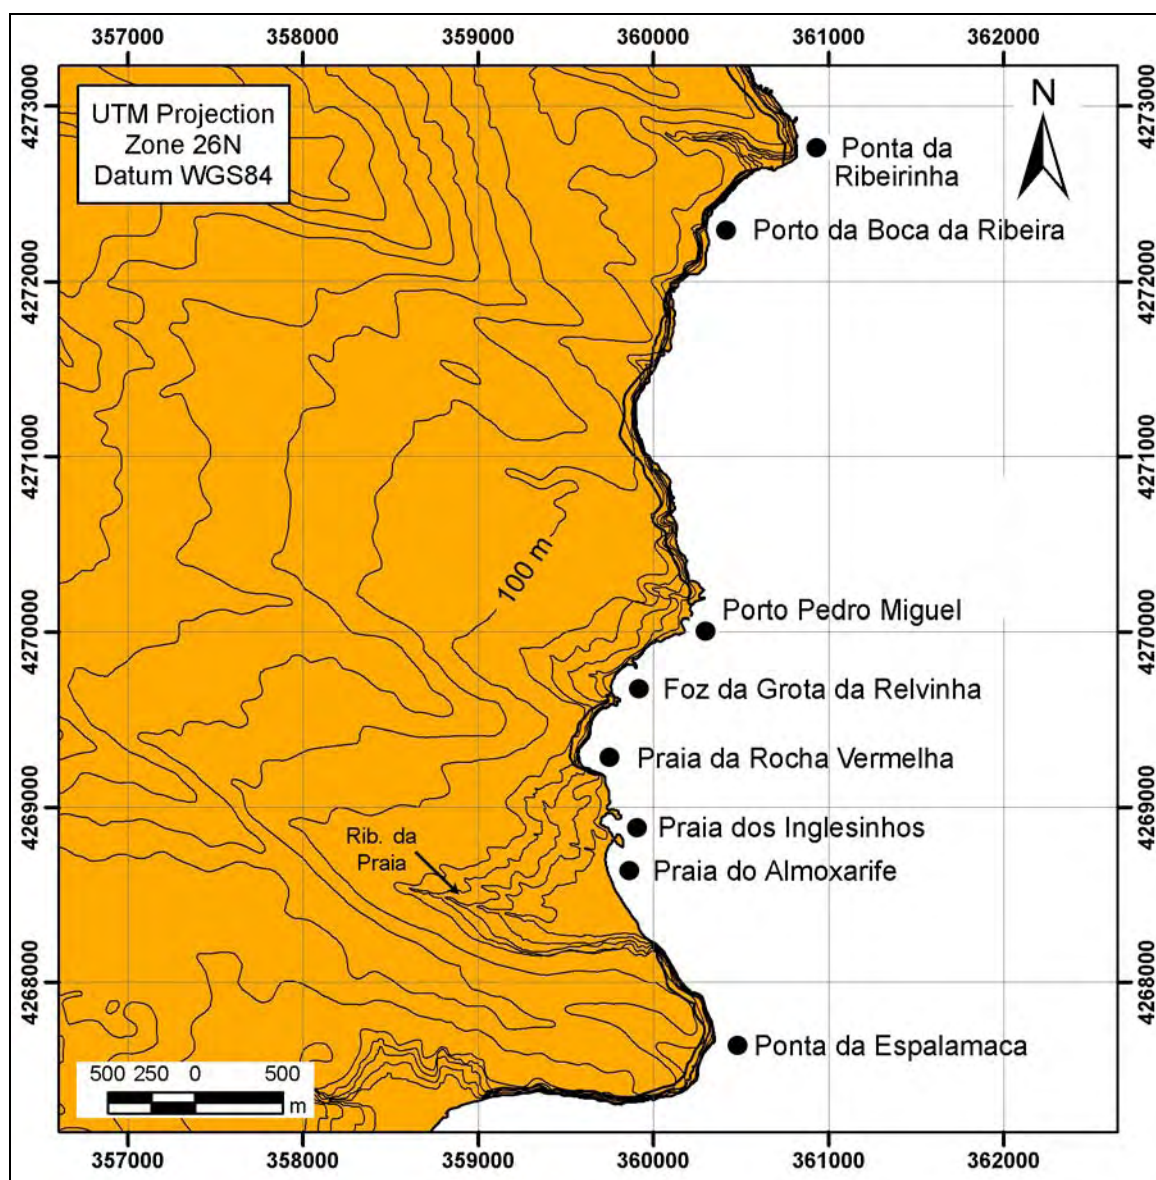 357000 358000 359000 360000 361000 362000
4273000 4273000
UTM Projection
Zone 26N
Datum WGS84
N
Ponta da
Ribeirinha
Porto da Boca da Ribeira
4272000 4272000
4271000 4271000
100 m
Porto Pedro Miguel
4270000 4270000
Foz da Grota da Relvinha
Praia da Rocha Vermelha
4269000 4269000
Praia dos Inglesinhos
Rib. da
Praia
Praia do Almoxarife
4268000 4268000
Ponta da Espalamaca
500 250 0 500
m
357000 358000 359000 360000 361000 362000